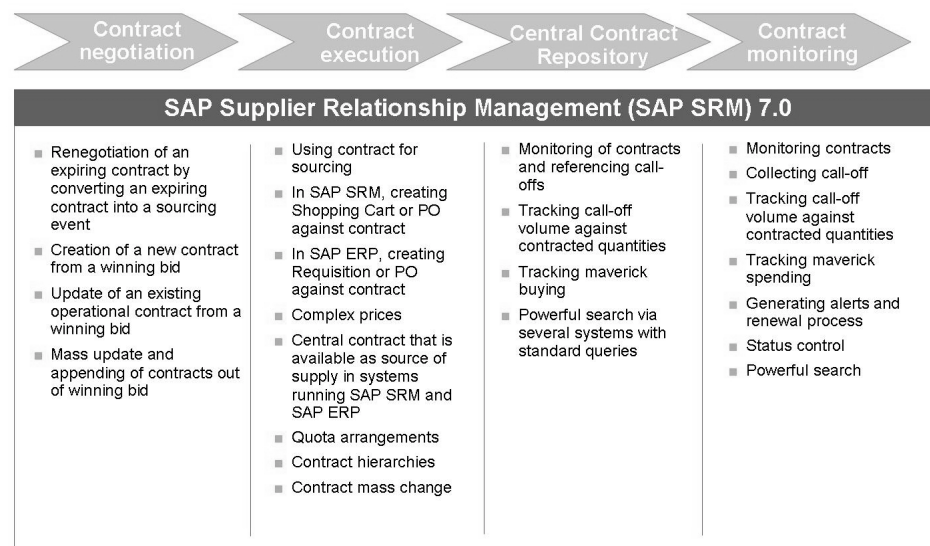 Contract
negotiation
Contract
execution
Central Contract
Repository
Contract
monitoring
SAP Supplier Relationship Management (SAP SRM) 7.0
Renegotiation of an
expiring contract by
converting an expiring
contract into a sourcing
event
Creation of a new contract
from a winning bid
Update of an existing
operational contract from a
winning bid
Mass update and
appending of contracts out
of winning bid
Using contract for
sourcing
In SAP SRM, creating
Shopping Cart or PO
against contract
In SAP ERP, creating
Requisition or PO
against contract
Complex prices
Central contract that is
available as source of
supply in systems
running SAP SRM and
SAP ERP
Quota arrangements
Contract hierarchies
Contract mass change
Monitoring of contracts
and referencing call-
offs
Tracking call-off
volume against
contracted quantities
Tracking maverick
buying
Powerful search via
several systems with
standard queries
Monitoring contracts
Collecting call-off
Tracking call-off
volume against
contracted quantities
Tracking maverick
spending
Generating alerts and
renewal process
Status control
Powerful search